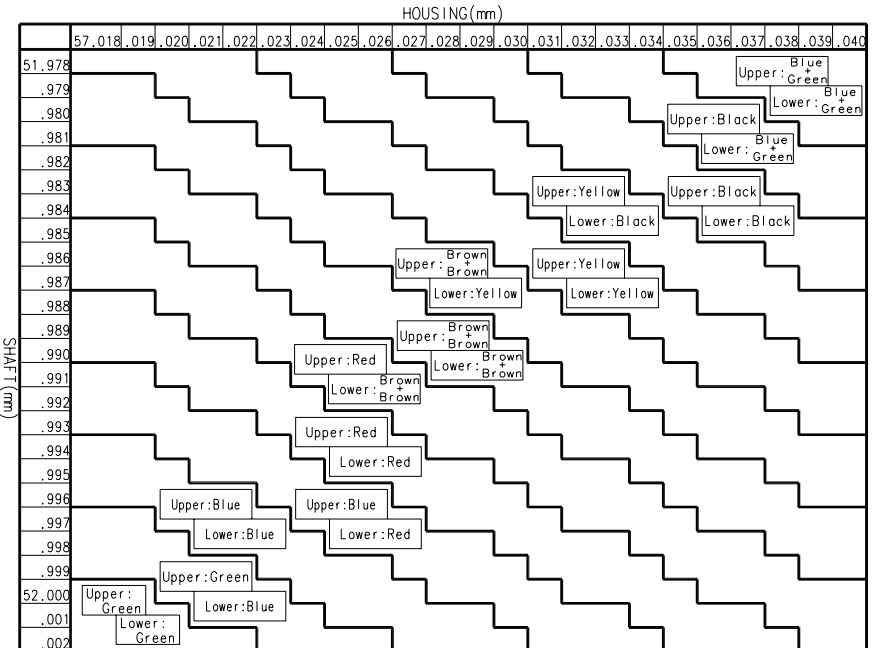 HOUSING(mm)
57.018 .019 .020 .021 .022 .023 .024 .025 .026 .027 .028 .029 .030 .031 .032 .033 .034 .035 .036 .037 .038 .039 .040
SHAFT(mm)
51.978
.979
.980
.981
.982
.983
.984
.985
.986
.987
.988
.989
.990
.991
.992
.993
.994
.995
.996
.997
.998
.999
52.000
.001
.002
Upper: Blue + Green
Lower: Blue + Green
Upper:Black
Lower: Blue + Green
Upper:Yellow
Lower:Black
Upper:Black
Lower:Black
Upper: Brown + Brown
Lower:Yellow
Upper:Yellow
Lower:Yellow
Upper: Brown + Brown
Lower: Brown + Brown
Upper:Red
Lower: Brown + Brown
Upper:Red
Lower:Red
Upper:Blue
Lower:Blue
Upper:Blue
Lower:Red
Upper:Green
Lower:Blue
Upper:
Green
Lower:
Green